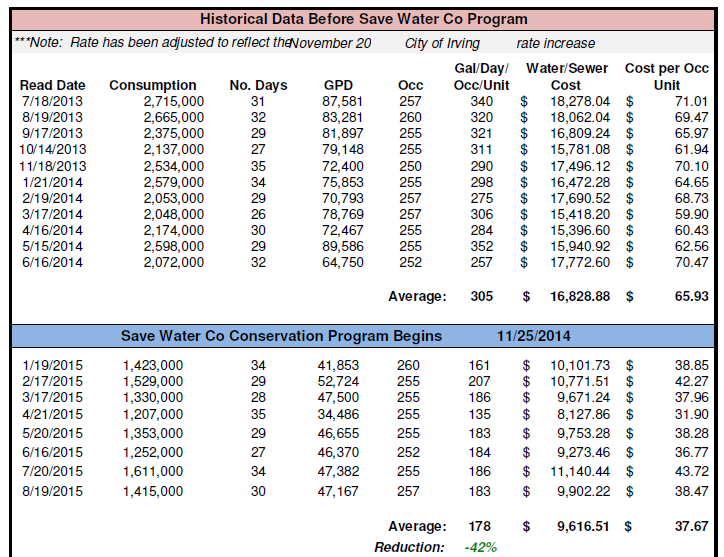 Historical Data Before Save Water Co Program
***Note: Rate has been adjusted to reflect the November 20 City of Irving rate increase
Gal/Day/ Water/Sewer Cost per Occ
Read Date Consumption No. Days GPD Occ Occ/Unit Cost Unit
7/18/2013 2,715,000 31 87,581 257 340 $ 18,278.04 $ 71.01
8/19/2013 2,665,000 32 83,281 260 320 $ 18,062.04 $ 69.47
9/17/2013 2,375,000 29 81,897 255 321 $ 16,809.24 $ 65.97
10/14/2013 2,137,000 27 79,148 255 311 $ 15,781.08 $ 61.94
11/18/2013 2,534,000 35 72,400 250 290 $ 17,496.12 $ 70.10
1/21/2014 2,579,000 34 75,853 255 298 $ 16,472.28 $ 64.65
2/19/2014 2,053,000 29 70,793 257 275 $ 17,690.52 $ 68.73
3/17/2014 2,048,000 26 78,769 257 306 $ 15,418.20 $ 59.90
4/16/2014 2,174,000 30 72,467 255 284 $ 15,396.60 $ 60.43
5/15/2014 2,598,000 29 89,586 255 352 $ 15,940.92 $ 62.56
6/16/2014 2,072,000 32 64,750 252 257 $ 17,772.60 $ 70.47
Average: 305 $ 16,828.88 $ 65.93
Save Water Co Conservation Program Begins 11/25/2014
1/19/2015 1,423,000 34 41,853 260 161 $ 10,101.73 $ 38.85
2/17/2015 1,529,000 29 52,724 255 207 $ 10,771.51 $ 42.27
3/17/2015 1,330,000 28 47,500 255 186 $ 9,671.24 $ 37.96
4/21/2015 1,207,000 35 34,486 255 135 $ 8,127.86 $ 31.90
5/20/2015 1,353,000 29 46,655 255 183 $ 9,753.28 $ 38.28
6/16/2015 1,252,000 27 46,370 252 184 $ 9,273.46 $ 36.77
7/20/2015 1,611,000 34 47,382 255 186 $ 11,140.44 $ 43.72
8/19/2015 1,415,000 30 47,167 257 183 $ 9,902.22 $ 38.47
Average: 178 $ 9,616.51 $ 37.67
Reduction: -42%